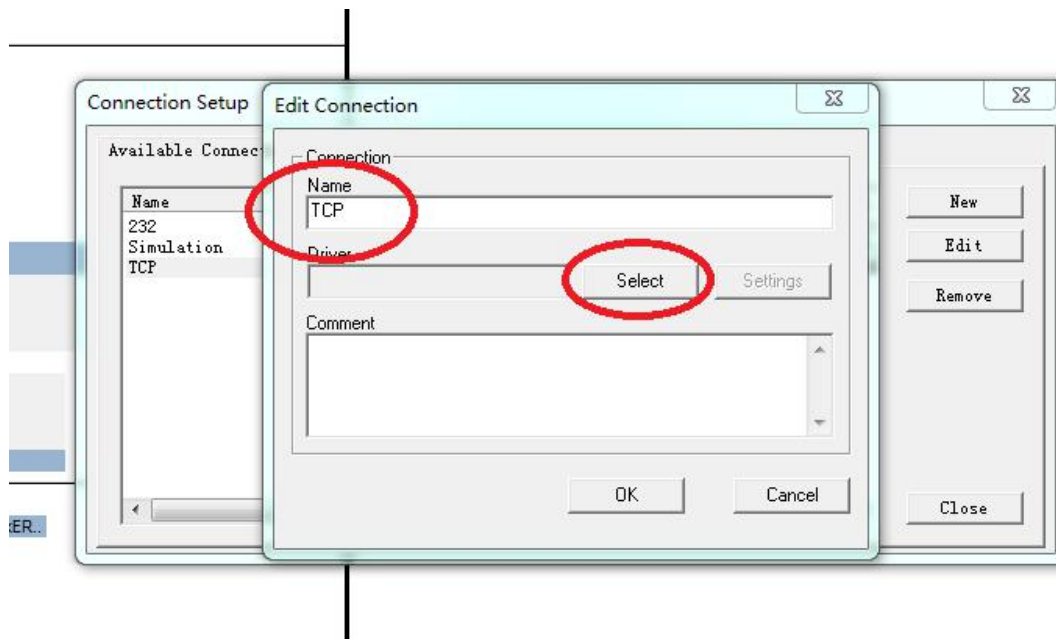 Connection Setup
Edit Connection
Available Connec
Connection
Name
Name
TCP
New
232
Simulation
TCP
Driver
Edit
Select
Settings
Remove
Comment
OK
Cancel
Close
ER..